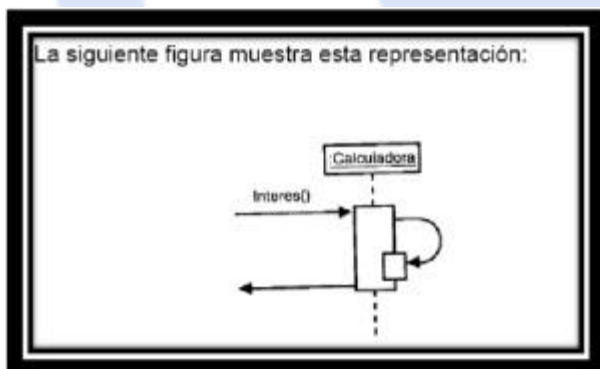 La siguiente figura muestra esta representación:
:Calculadora
Interes()